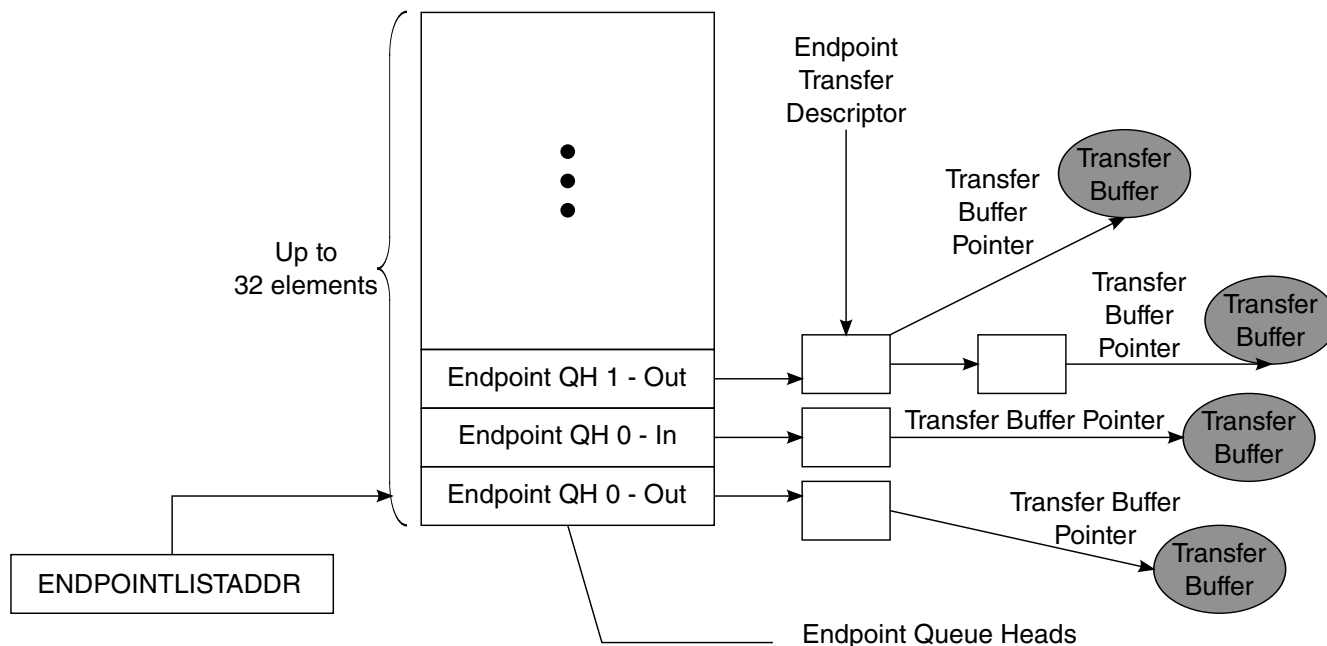 Endpoint
Transfer
Descriptor
Transfer
Buffer
Transfer
Buffer
Pointer
Up to
32 elements
Transfer
Buffer
Pointer
Transfer
Buffer
Endpoint QH 1 - Out
Endpoint QH 0 - In
Transfer Buffer Pointer
Transfer
Buffer
Endpoint QH 0 - Out
Transfer Buffer
Pointer
Transfer
Buffer
ENDPOINTLISTADDR
Endpoint Queue Heads